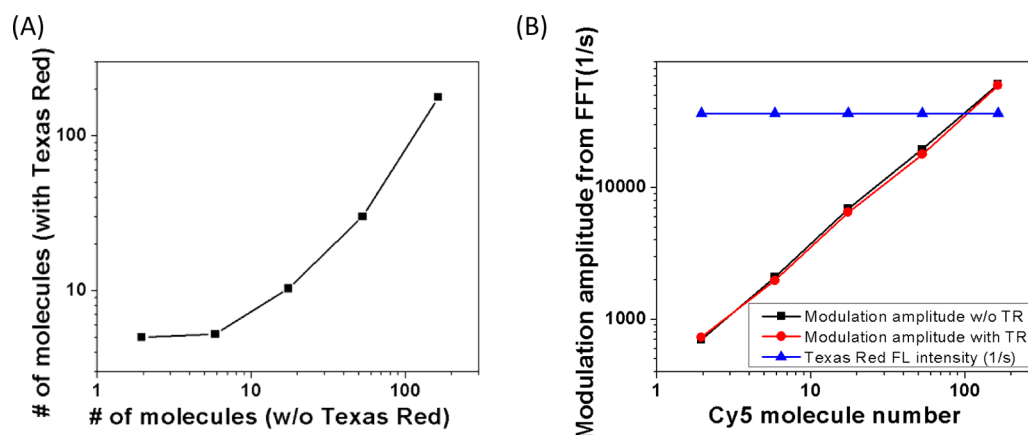 (A)
# of molecules (with Texas Red)
100
10
1
10
100
# of molecules (w/o Texas Red)
(B)
Modulation amplitude from FFT(1/s)
10000
1000
Modulation amplitude w/o TR
Modulation amplitude with TR
Texas Red FL intensity (1/s)
1
10
100
Cy5 molecule number